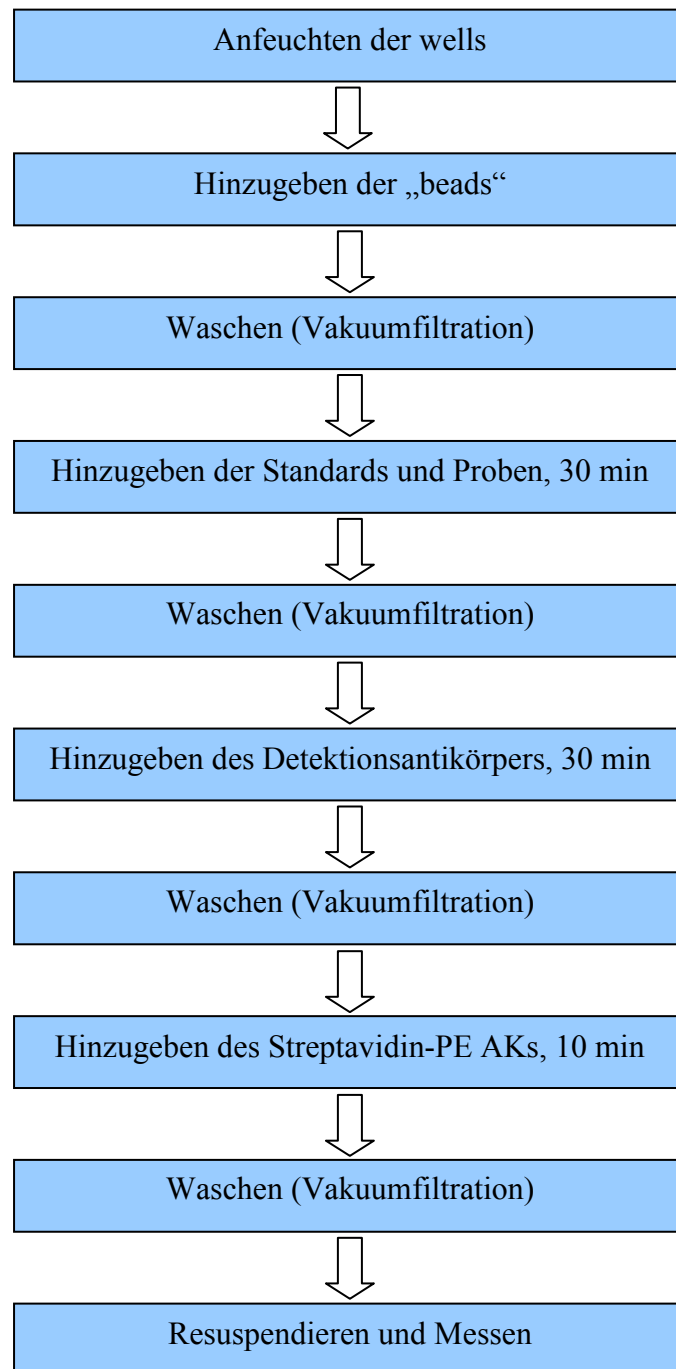 Anfeuchten der wells
Hinzugeben der „beads“
Waschen (Vakuumfiltration)
Hinzugeben der Standards und Proben, 30 min
Waschen (Vakuumfiltration)
Hinzugeben des Detektionsantikörpers, 30 min
Waschen (Vakuumfiltration)
Hinzugeben des Streptavidin-PE AKs, 10 min
Waschen (Vakuumfiltration)
Resuspendieren und Messen